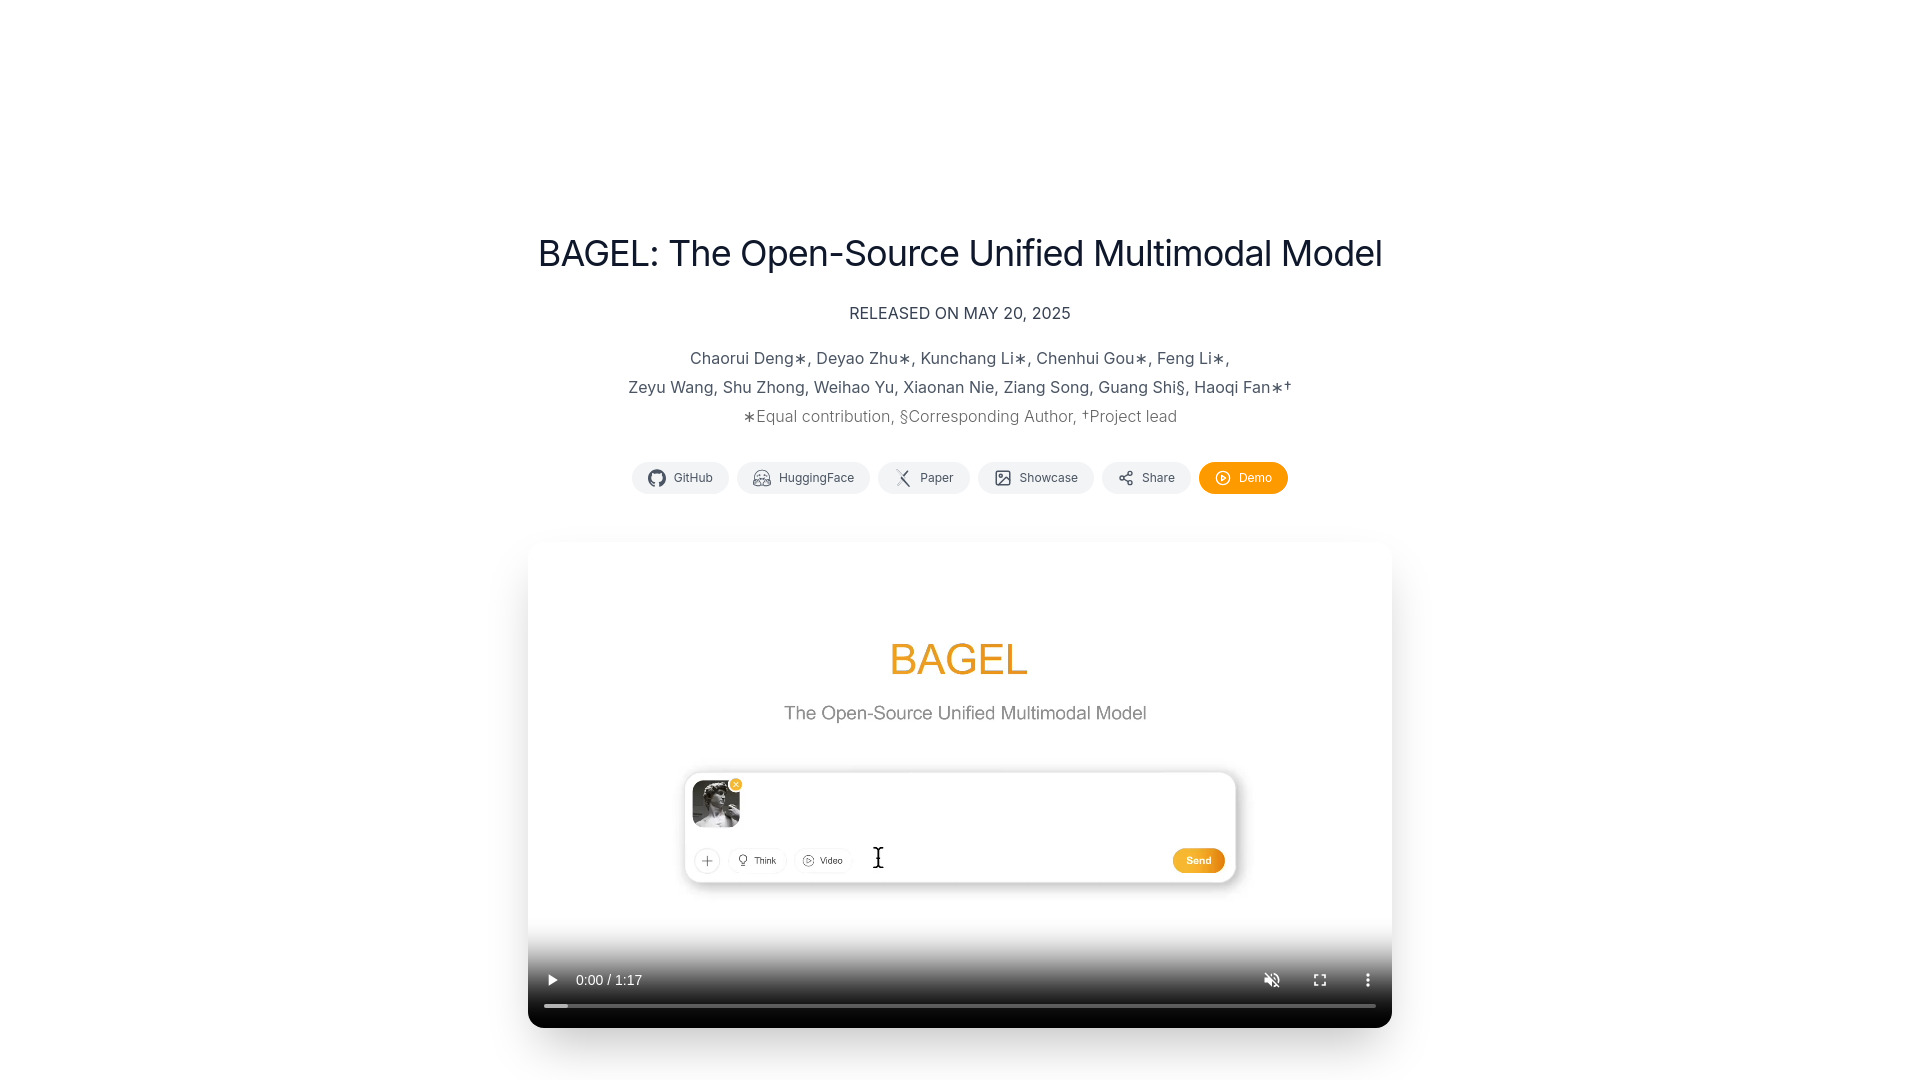 BAGEL: The Open-Source Unified Multimodal Model
RELEASED ON MAY 20, 2025
Chaorui Deng∗, Deyao Zhu∗, Kunchang Li∗, Chenhui Gou∗, Feng Li∗,
Zeyu Wang, Shu Zhong, Weihao Yu, Xiaonan Nie, Ziang Song, Guang Shi§, Haoqi Fan∗†
∗Equal contribution, §Corresponding Author, †Project lead
GitHub HuggingFace Paper Showcase Share Demo
BAGEL
The Open-Source Unified Multimodal Model
Think Video Send
0:00 / 1:17